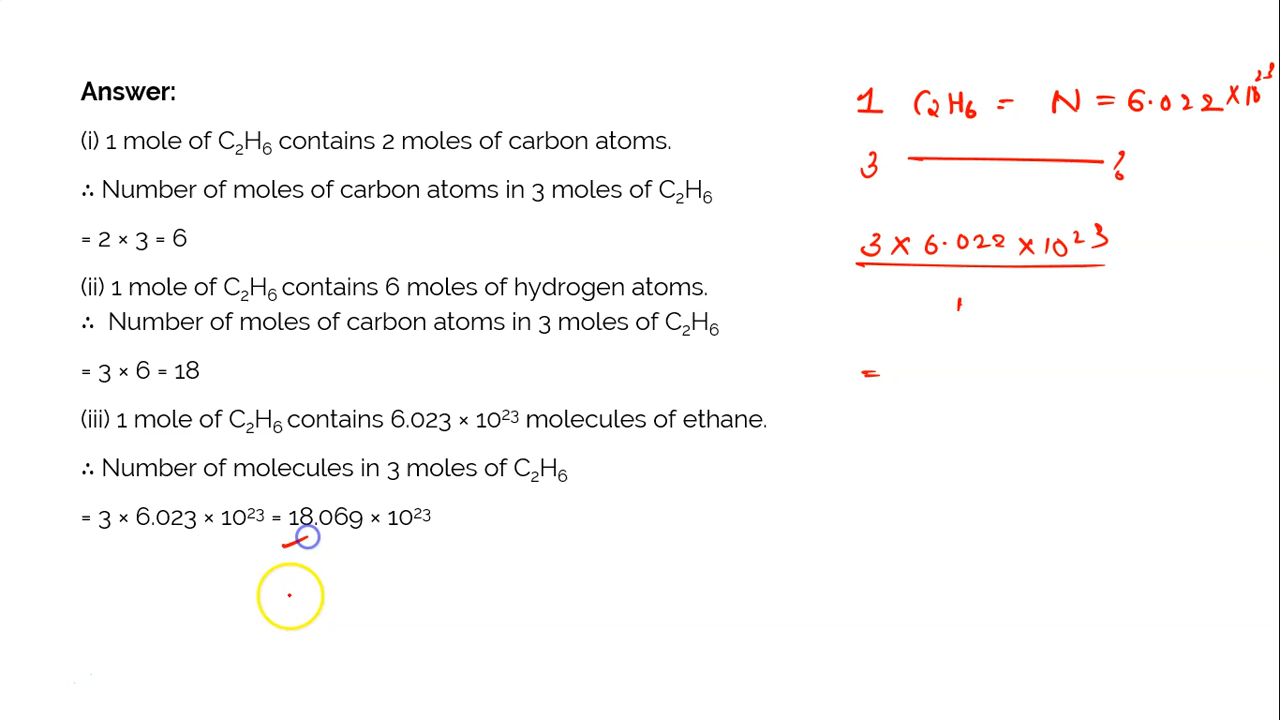 Answer:
(i) 1 mole of C₂H₆ contains 2 moles of carbon atoms.
∴ Number of moles of carbon atoms in 3 moles of C₂H₆
= 2 × 3 = 6
(ii) 1 mole of C₂H₆ contains 6 moles of hydrogen atoms.
∴ Number of moles of carbon atoms in 3 moles of C₂H₆
= 3 × 6 = 18
(iii) 1 mole of C₂H₆ contains 6.023 × 10²³ molecules of ethane.
∴ Number of molecules in 3 moles of C₂H₆
= 3 × 6.023 × 10²³ = 18.069 × 10²³
1 C₂H₆ = N = 6.022 × 10²³
3 ———— ?
3 × 6.022 × 10²³
1
=